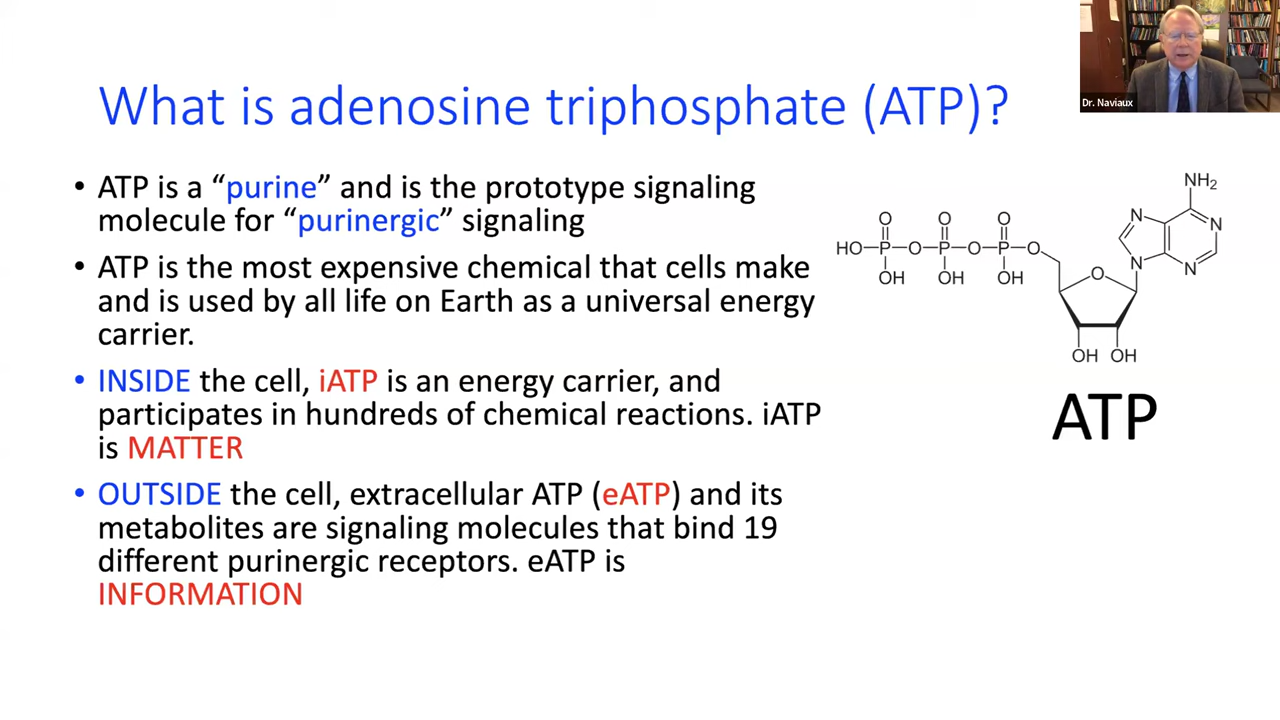 What is adenosine triphosphate (ATP)?
Dr. Naviaux
• ATP is a “purine” and is the prototype signaling
molecule for “purinergic” signaling
• ATP is the most expensive chemical that cells make
and is used by all life on Earth as a universal energy
carrier.
• INSIDE the cell, iATP is an energy carrier, and
participates in hundreds of chemical reactions. iATP
is MATTER
• OUTSIDE the cell, extracellular ATP (eATP) and its
metabolites are signaling molecules that bind 19
different purinergic receptors. eATP is
INFORMATION
NH₂
O O O N N
HO P O P O P O
OH OH OH O N N
OH OH
ATP